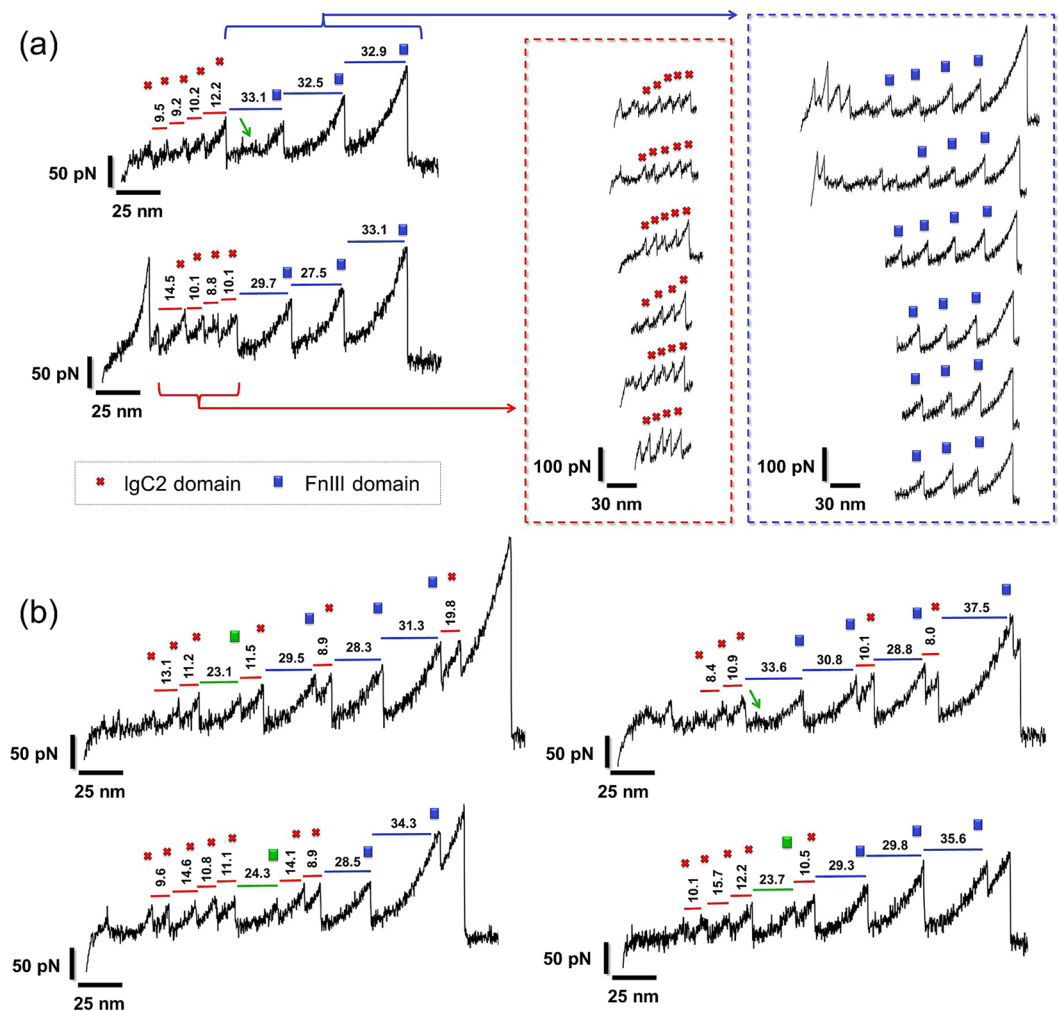 (a)
32.9
32.5
33.1
9.5
9.2
10.2
12.2
50 pN
25 nm
33.1
27.5
29.7
14.5
10.1
8.8
10.1
50 pN
25 nm
IgC2 domain
FnIII domain
100 pN
30 nm
100 pN
30 nm
(b)
13.1
11.2
23.1
11.5
29.5
8.9
28.3
31.3
19.8
50 pN
25 nm
8.4
10.9
33.6
30.8
10.1
28.8
8.0
37.5
50 pN
25 nm
9.6
14.6
10.8
11.1
24.3
14.1
8.9
28.5
34.3
50 pN
25 nm
10.1
15.7
12.2
23.7
10.5
29.3
29.8
35.6
50 pN
25 nm